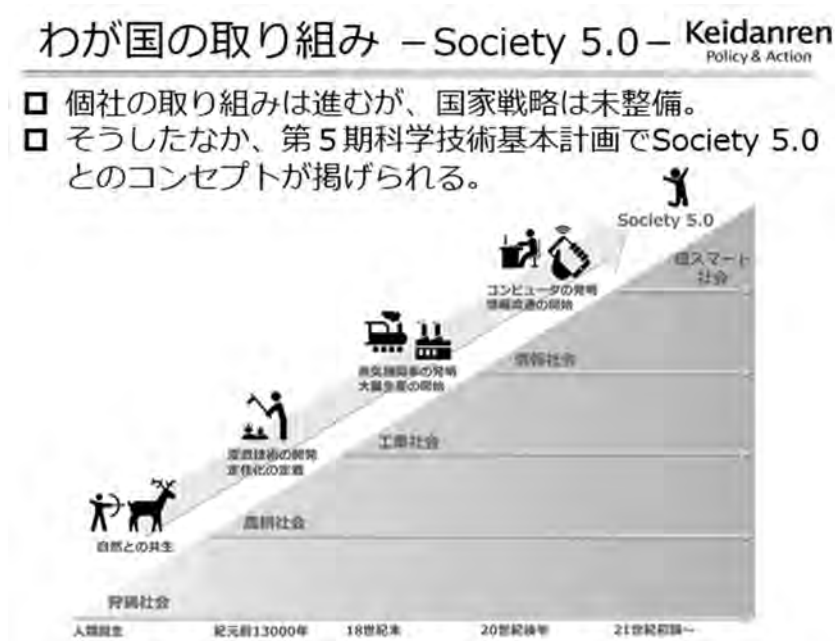 わが国の取り組み －Society 5.0－
Keidanren
Policy & Action
個社の取り組みは進むが、国家戦略は未整備。
そうしたなか、第５期科学技術基本計画でSociety 5.0
とのコンセプトが掲げられる。
Society 5.0
超スマート
社会
コンピュータの発明
情報流通の開始
情報社会
蒸気機関車の発明
大量生産の開始
工業社会
灌漑技術の開発
定住化の定着
農耕社会
自然との共生
狩猟社会
人類誕生
紀元前13000年
18世紀末
20世紀後半
21世紀初頭～